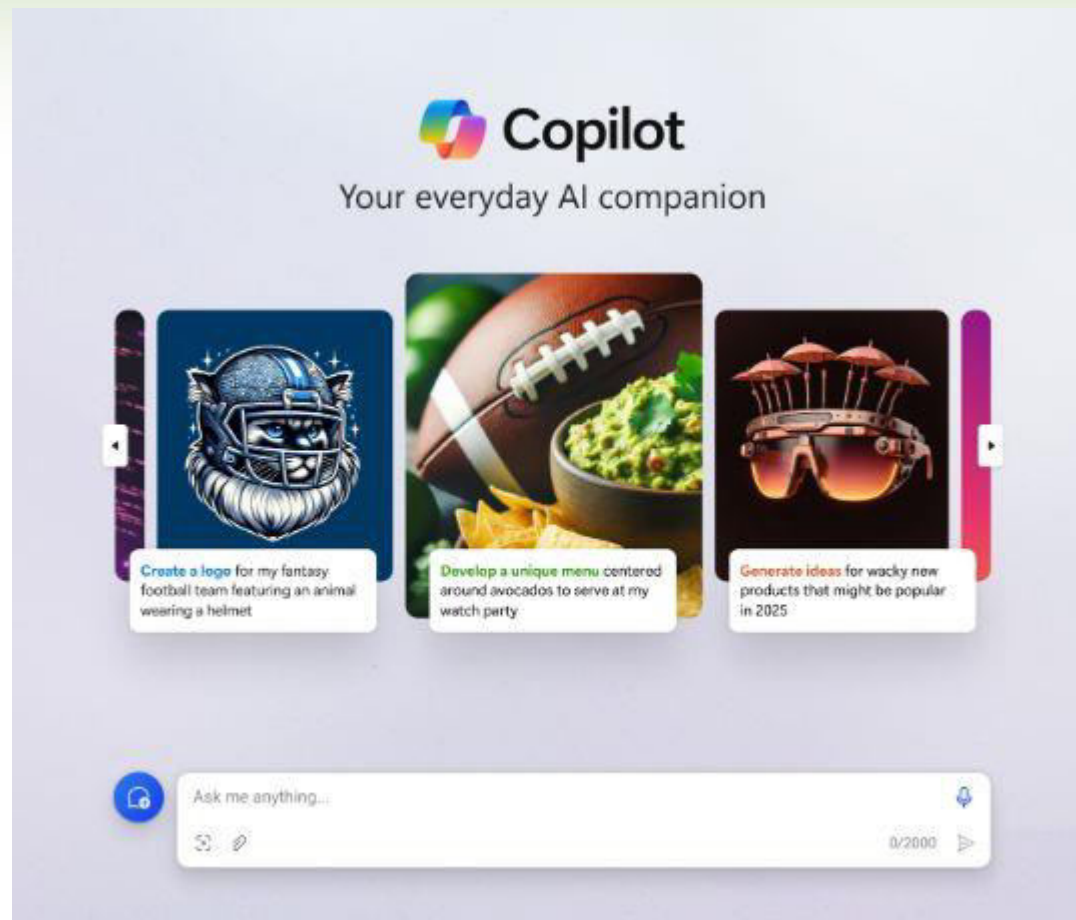 Copilot
Your everyday AI companion
Create a logo for my fantasy
football team featuring an animal
wearing a helmet
Develop a unique menu centered
around avocados to serve at my
watch party
Generate ideas for wacky new
products that might be popular
in 2025
Ask me anything...
0/2000